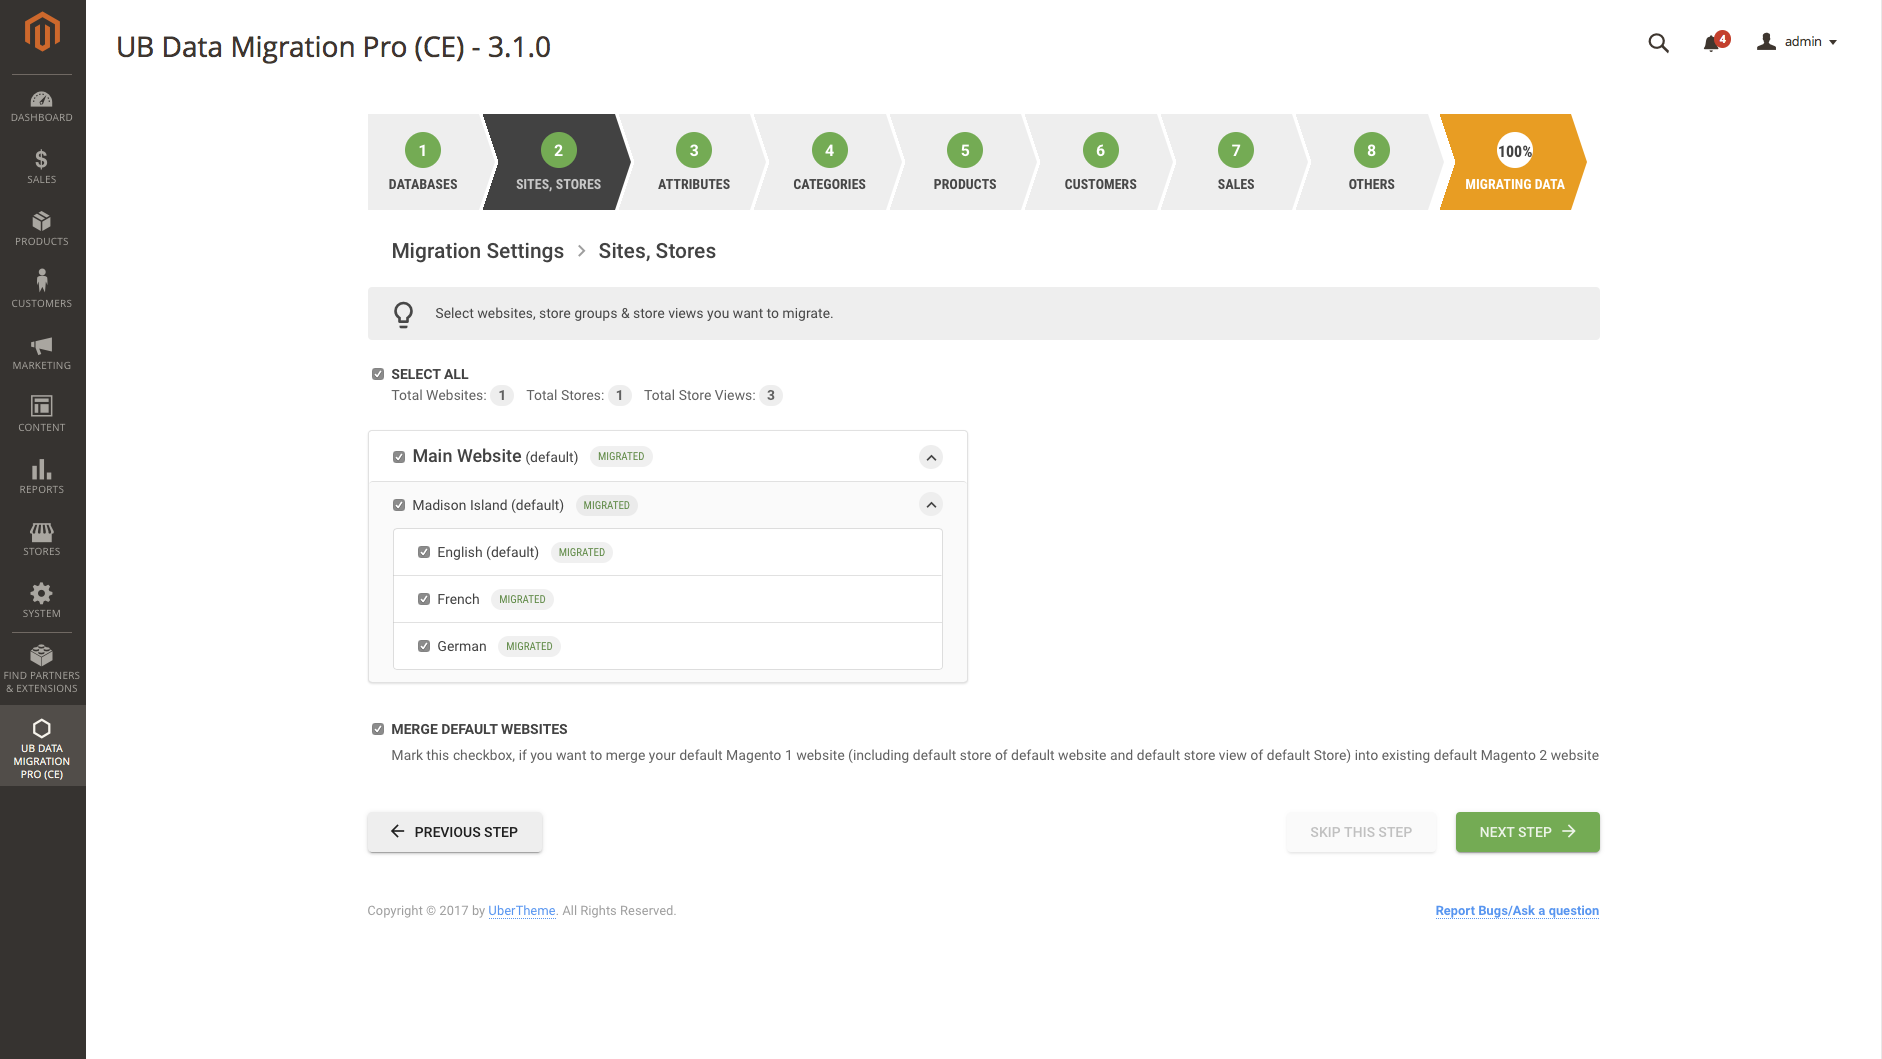 UB Data Migration Pro (CE) - 3.1.0
4
admin
DASHBOARD
SALES
PRODUCTS
CUSTOMERS
MARKETING
CONTENT
REPORTS
STORES
SYSTEM
FIND PARTNERS
& EXTENSIONS
UB DATA
MIGRATION
PRO (CE)
1
DATABASES
2
SITES, STORES
3
ATTRIBUTES
4
CATEGORIES
5
PRODUCTS
6
CUSTOMERS
7
SALES
8
OTHERS
100%
MIGRATING DATA
Migration Settings > Sites, Stores
Select websites, store groups & store views you want to migrate.
SELECT ALL
Total Websites: 1 Total Stores: 1 Total Store Views: 3
Main Website (default) MIGRATED
Madison Island (default) MIGRATED
English (default) MIGRATED
French MIGRATED
German MIGRATED
MERGE DEFAULT WEBSITES
Mark this checkbox, if you want to merge your default Magento 1 website (including default store of default website and default store view of default Store) into existing default Magento 2 website
PREVIOUS STEP
SKIP THIS STEP
NEXT STEP
Copyright © 2017 by UberTheme. All Rights Reserved.
Report Bugs/Ask a question